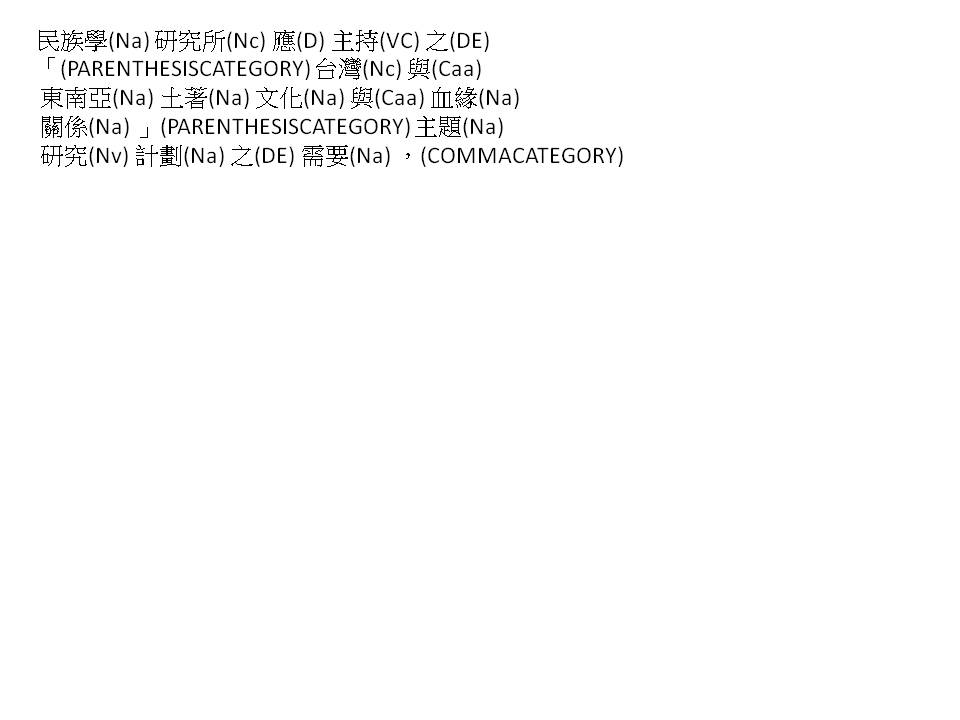 民族學(Na) 研究所(Nc) 應(D) 主持(VC) 之(DE)
「(PARENTHESISCATEGORY) 台灣(Nc) 與(Caa)
東南亞(Na) 土著(Na) 文化(Na) 與(Caa) 血緣(Na)
關係(Na) 」(PARENTHESISCATEGORY) 主題(Na)
研究(Nv) 計劃(Na) 之(DE) 需要(Na) ，(COMMACATEGORY)